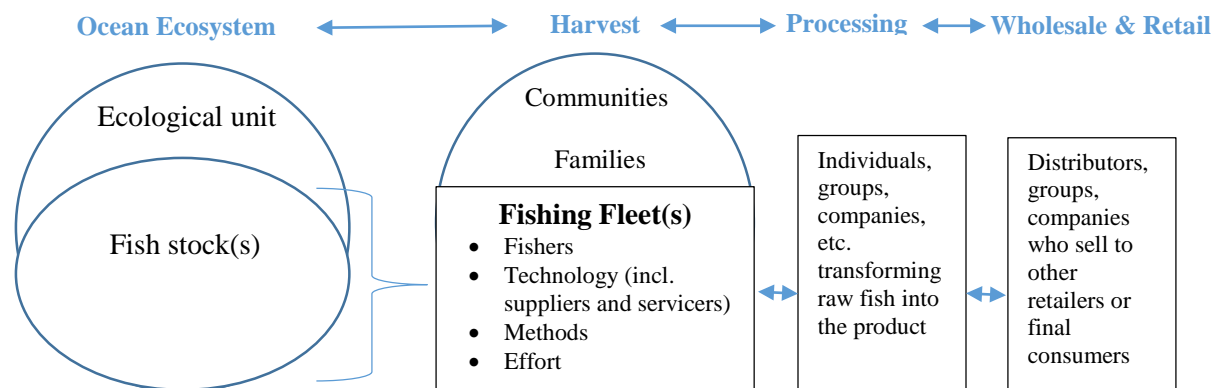 Ocean Ecosystem
Harvest
Processing
Wholesale & Retail
Ecological unit
Fish stock(s)
Communities
Families
Fishing Fleet(s)
• Fishers
• Technology (incl.
suppliers and servicers)
• Methods
• Effort
Individuals,
groups,
companies,
etc.
transforming
raw fish into
the product
Distributors,
groups,
companies
who sell to
other
retailers or
final
consumers